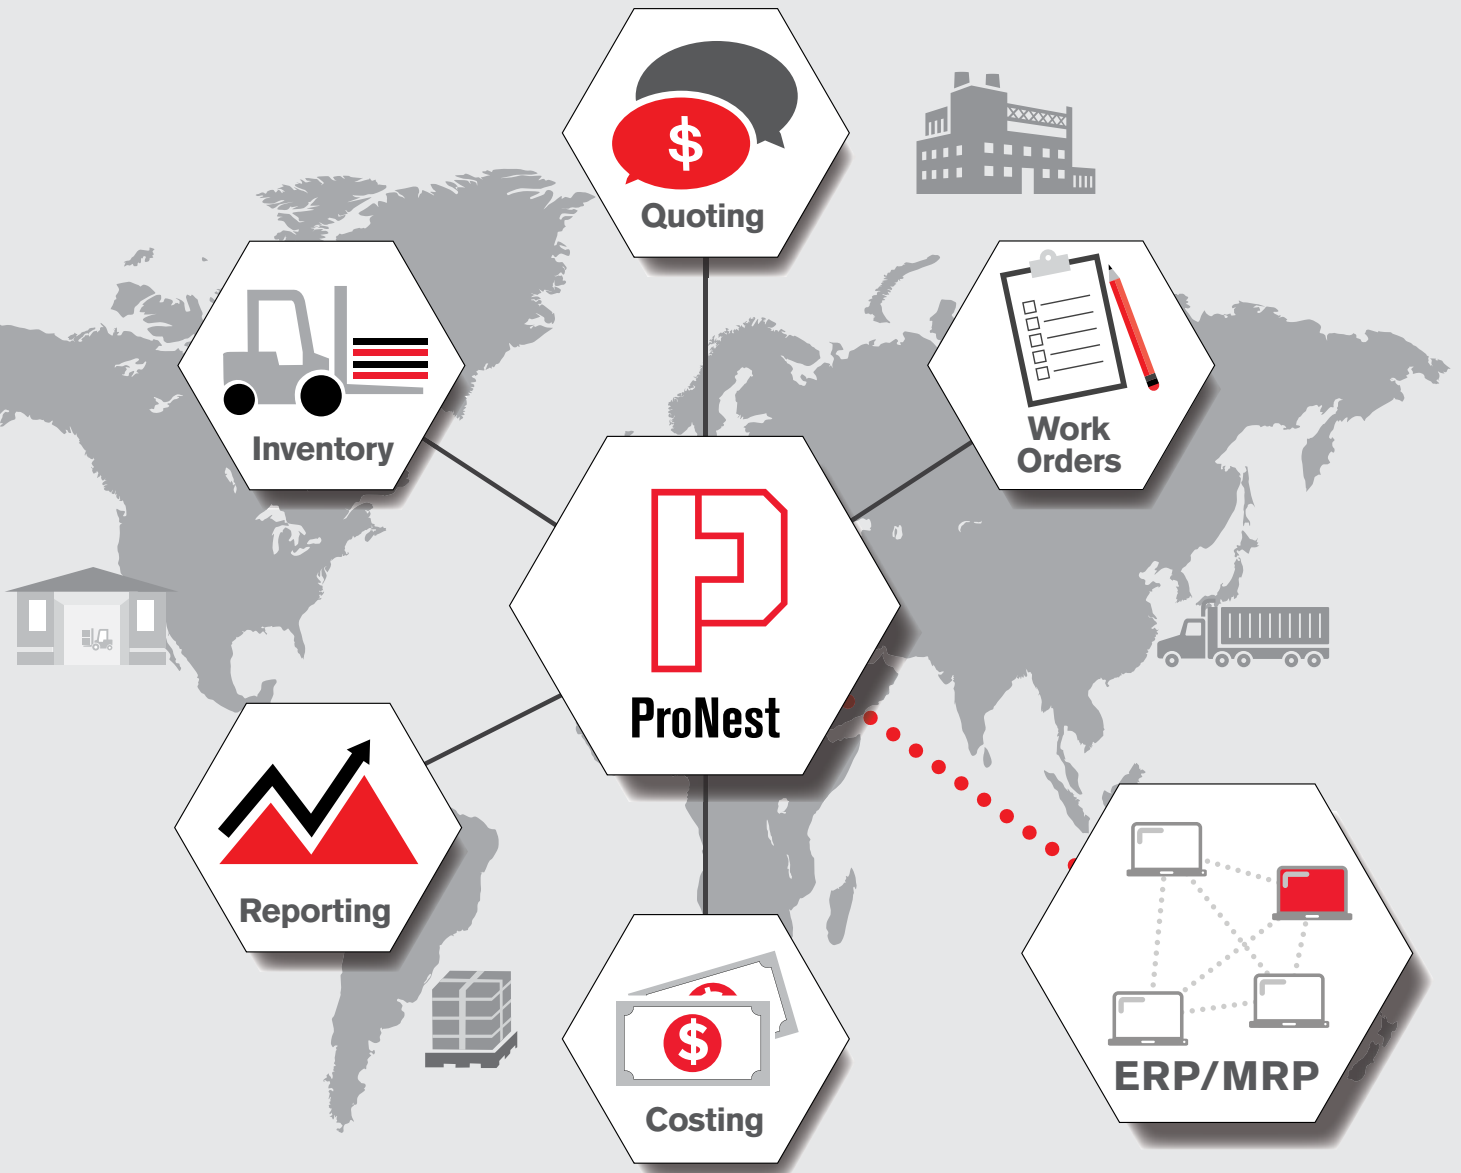 $
Quoting
Inventory
Work
Orders
ProNest
Reporting
$
$
Costing
ERP/MRP